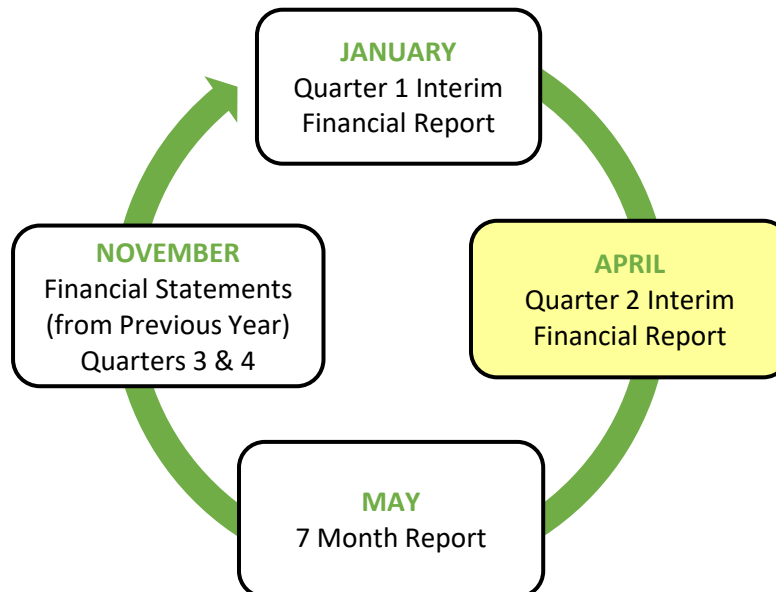 JANUARY
Quarter 1 Interim
Financial Report
APRIL
Quarter 2 Interim
Financial Report
MAY
7 Month Report
NOVEMBER
Financial Statements
(from Previous Year)
Quarters 3 & 4